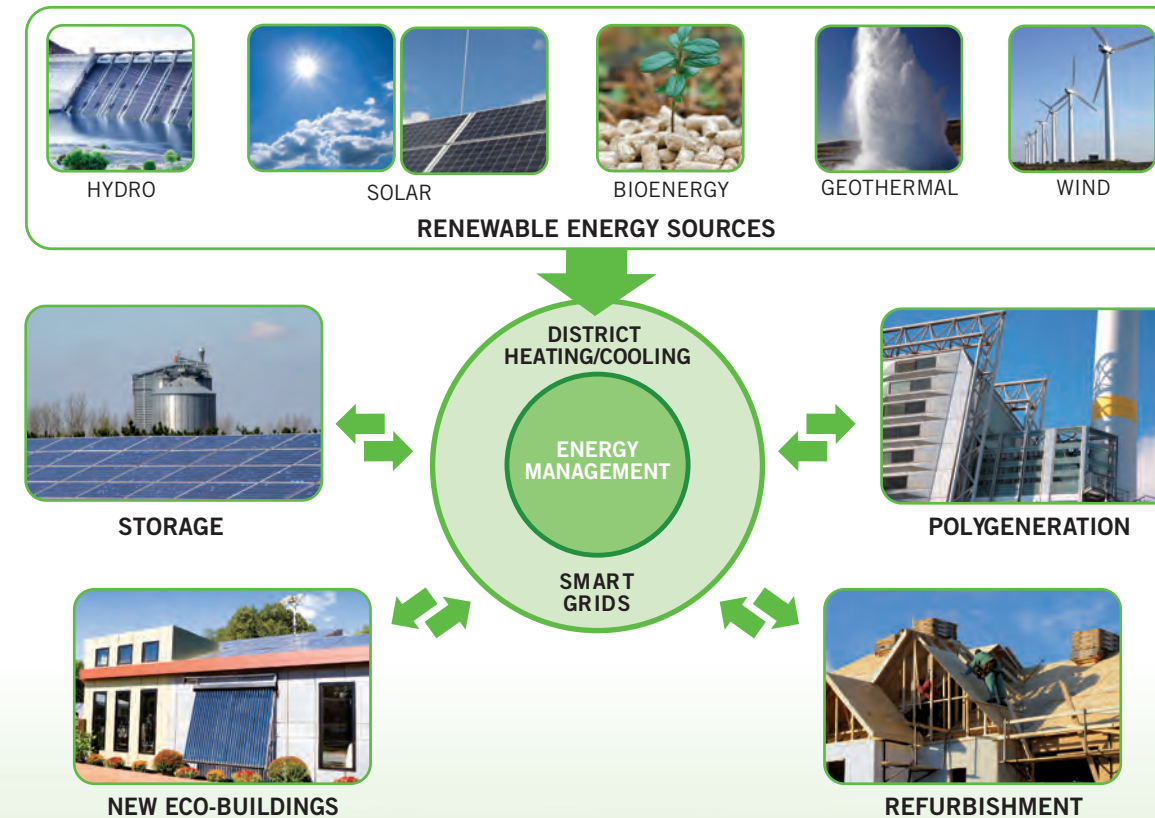 HYDRO
SOLAR
BIOENERGY
GEOTHERMAL
WIND
RENEWABLE ENERGY SOURCES
DISTRICT
HEATING/COOLING
ENERGY
MANAGEMENT
SMART
GRIDS
STORAGE
POLYGENERATION
NEW ECO-BUILDINGS
REFURBISHMENT